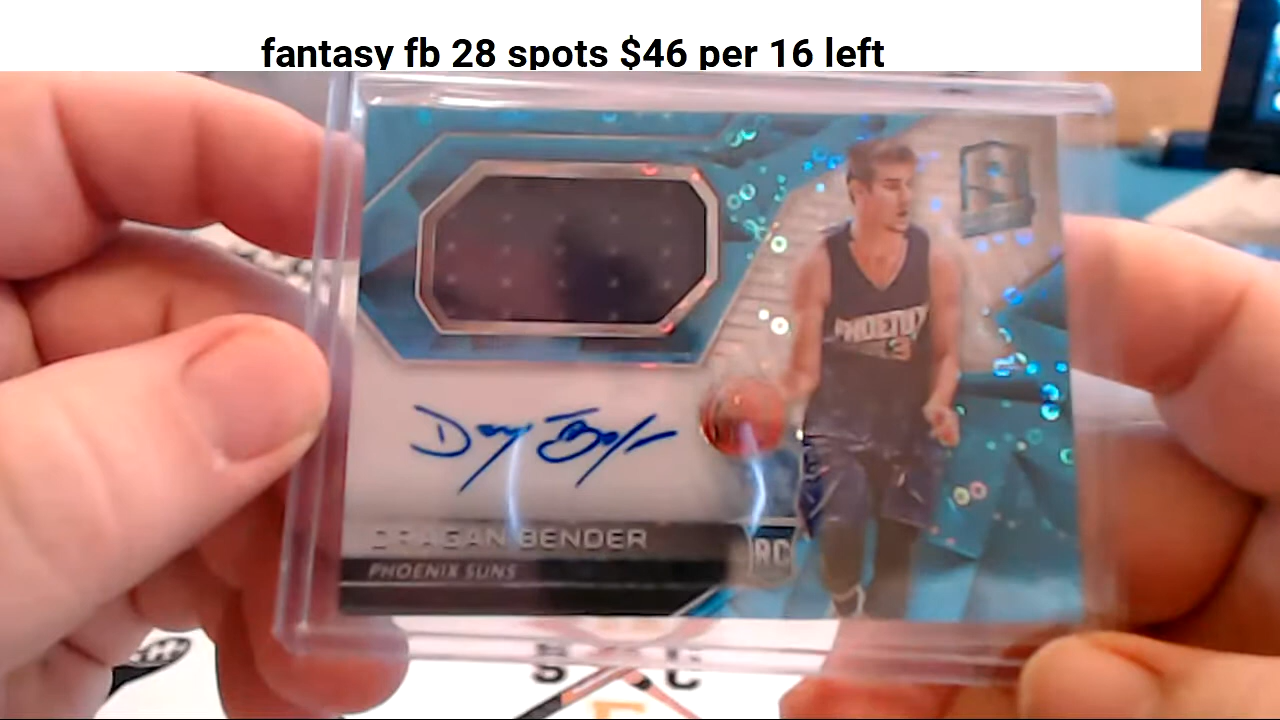 fantasy fb 28 spots $46 per 16 left
PHOENIX
3
DRAGAN BENDER
RC
PHOENIX SUNS
S C